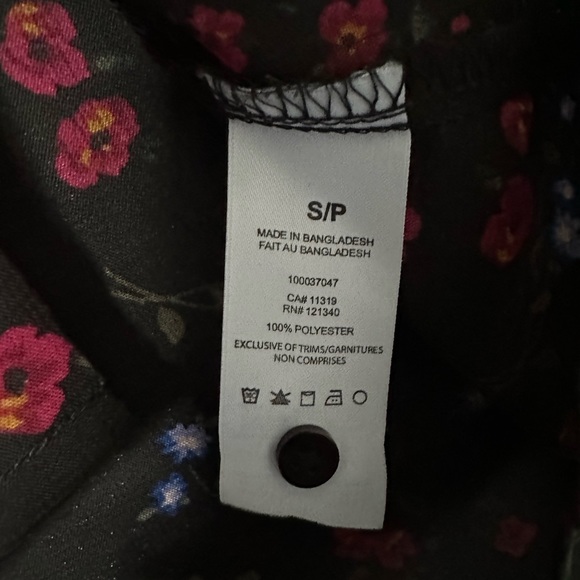 S/P
MADE IN BANGLADESH
FAIT AU BANGLADESH
100037047
CA# 11319
RN# 121340
100% POLYESTER
EXCLUSIVE OF TRIMS/GARNITURES
NON COMPRISES